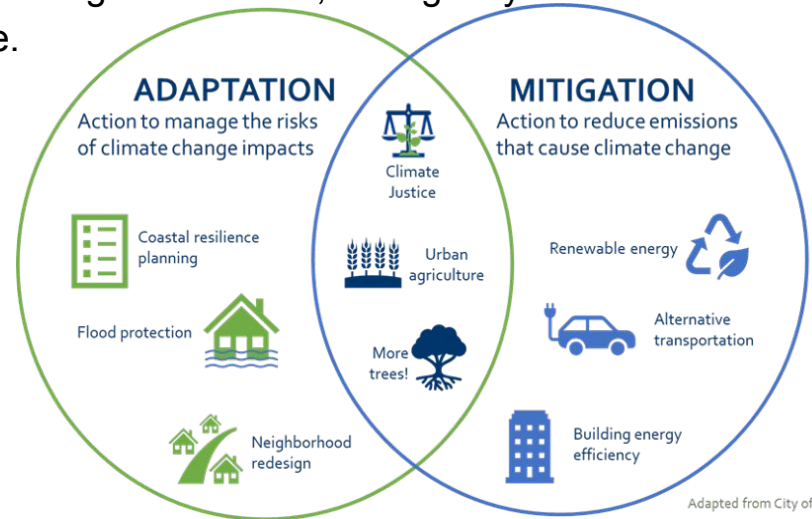 e.
ADAPTATION
Action to manage the risks
of climate change impacts
Coastal resilience
planning
Flood protection
Neighborhood
redesign
Climate
Justice
Urban
agriculture
More
trees!
MITIGATION
Action to reduce emissions
that cause climate change
Renewable energy
Alternative
transportation
Building energy
efficiency
Adapted from City of